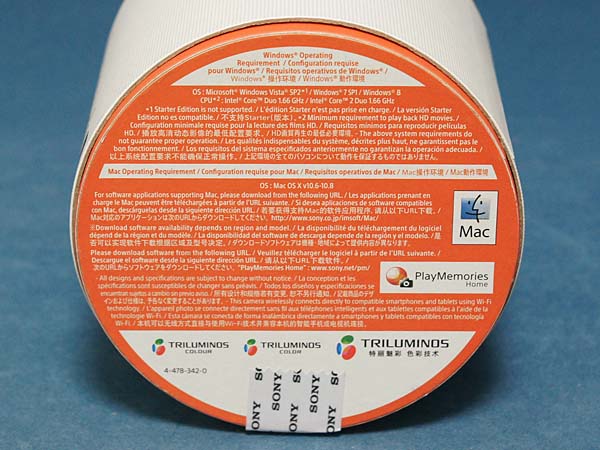 Windows® Operating
Requirement / Configuration requise
pour Windows® / Requisitos operativos de Windows® /
Windows® 操作环境 / Windows® 動作環境
OS : Microsoft® Windows Vista® SP2*1 / Windows® 7 SP1 / Windows® 8
CPU*2 : Intel® Core™ Duo 1.66 GHz / Intel® Core™ 2 Duo 1.66 GHz
*1 Starter Edition is not supported. / L'édition Starter n'est pas prise en charge. / La versión Starter
Edition no es compatible. / 不支持 Starter(版本). *2 Minimum requirement to play back HD movies. /
Configuration minimale requise pour la lecture des films HD. / Requisitos mínimos para reproducir películas
HD. / 播放高清动态影像的最低配置要求. / HD画質再生の最低必要環境. · The above system requirements do
not guarantee proper operation. / Les qualités indispensables du système, décrites plus haut, ne garantissent pas le
bon fonctionnement. / Los requisitos del sistema especificados anteriormente no garantizan la operación adecuada. /
以上系统配置要求不能确保正常操作. / 上記環境の全てのパソコンについて動作を保証するものではありません.
Mac Operating Requirement / Configuration requise pour Mac / Requisitos operativos de Mac / Mac操作环境 / Mac動作環境
OS : Mac OS X v10.6-10.8
For software applications supporting Mac, please download from the following URL. / Les applications prenant en
charge le Mac peuvent être téléchargées à partir de l'URL ci-dessous. / Si desea aplicaciones de software compatibles
con Mac, descárguelas desde la siguiente dirección URL. / 若要获得支持Mac的软件应用程序, 请从以下URL下载. /
Mac対応のアプリケーションは次のURLからダウンロードしてください. http://www.sony.co.jp/imsoft/Mac/
Mac
※Download software availability depends on region and model. / La disponibilité du téléchargement du logiciel
dépend de la région et du modèle. / La disponibilidad del software de descarga depende de la región y el modelo. / 是
否可以实现软件下载根据区域及型号决定. / ダウンロードソフトウェアは機種・地域によって提供内容が異なります.
Please download software from the following URL. / Veuillez télécharger le logiciel à partir de l'URL suivante. /
Descargue el software desde la siguiente dirección URL. / 请从以下URL下载软件. /
次のURLからソフトウェアをダウンロードしてください. "PlayMemories Home" : www.sony.net/pm/
PlayMemories
Home
· All designs and specifications are subject to change without notice. / La conception et les
spécifications sont susceptibles de changer sans préavis. / Todos los diseños y especificaciones se
encuentran sujetos a cambio sin previo aviso. / 所有设计和规格若有变更, 恕不另行通知. / 記載商品のデザ
インおよび仕様は、予告なく変更することがあります. · This camera wirelessly connects directly to compatible smartphones and tablets using Wi-Fi
technology. / L'appareil photo se connecte directement sans fil aux téléphones intelligents et aux tablettes compatibles à l'aide de la
technologie Wi-Fi. / Esta cámara se conecta de forma inalámbrica directamente a smartphones y tablets compatibles con tecnología
Wi-Fi. / 本机可以无线方式直接与使用Wi-Fi技术并兼容本机的智能手机或电视机连接.
TRILUMINOS
COLOUR
TRILUMINOS
COLOR
TRILUMINOS
特丽魅彩 色彩技术
4-478-342-0
SONY SONY SONY